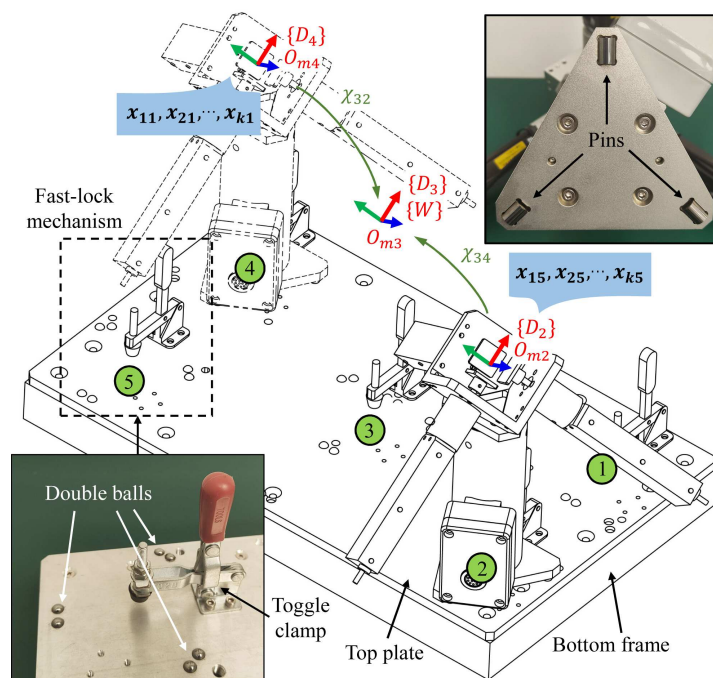 {D₄}
Oₘ₄
x₁₁, x₂₁, ⋯, xₖ₁
χ₃₂
Pins
Fast-lock
mechanism
{D₃}
{W}
Oₘ₃
χ₃₄
4
x₁₅, x₂₅, ⋯, xₖ₅
{D₂}
Oₘ₂
5
3
1
Double balls
2
Toggle
clamp
Top plate
Bottom frame